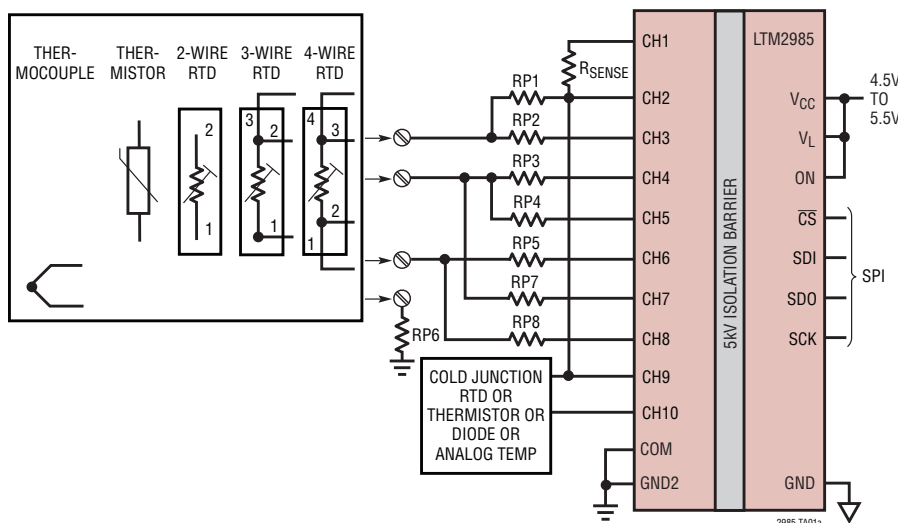 THER-
MOCOUPLE
THER-
MISTOR
2-WIRE
RTD
3-WIRE
RTD
4-WIRE
RTD
2
1
3
2
1
4
3
2
1
RSENSE
RP1
RP2
RP3
RP4
RP5
RP7
RP8
RP6
COLD JUNCTION
RTD OR
THERMISTOR OR
DIODE OR
ANALOG TEMP
CH1
CH2
CH3
CH4
CH5
CH6
CH7
CH8
CH9
CH10
COM
GND2
5kV ISOLATION BARRIER
LTM2985
VCC
VL
ON
CS
SDI
SDO
SCK
GND
4.5V
TO
5.5V
SPI
2985 TA01a